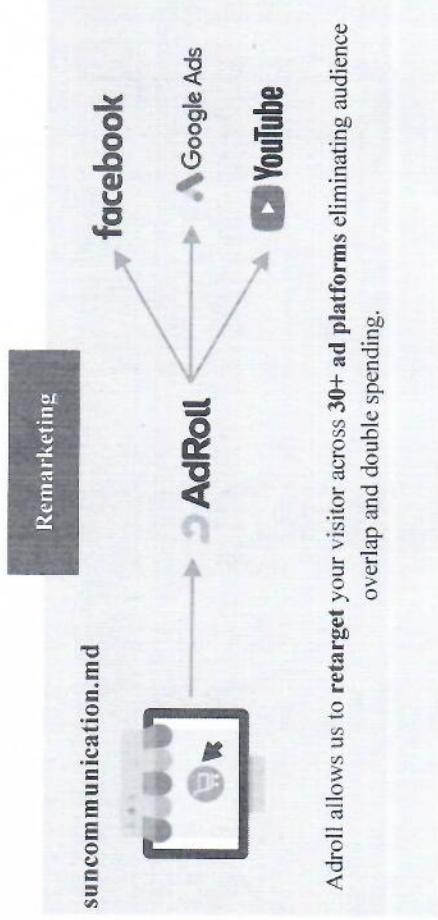 Remarketing
suncommunication.md
AdRoll
facebook
Google Ads
YouTube
Adroll allows us to retarget your visitor across 30+ ad platforms eliminating audience
overlap and double spending.